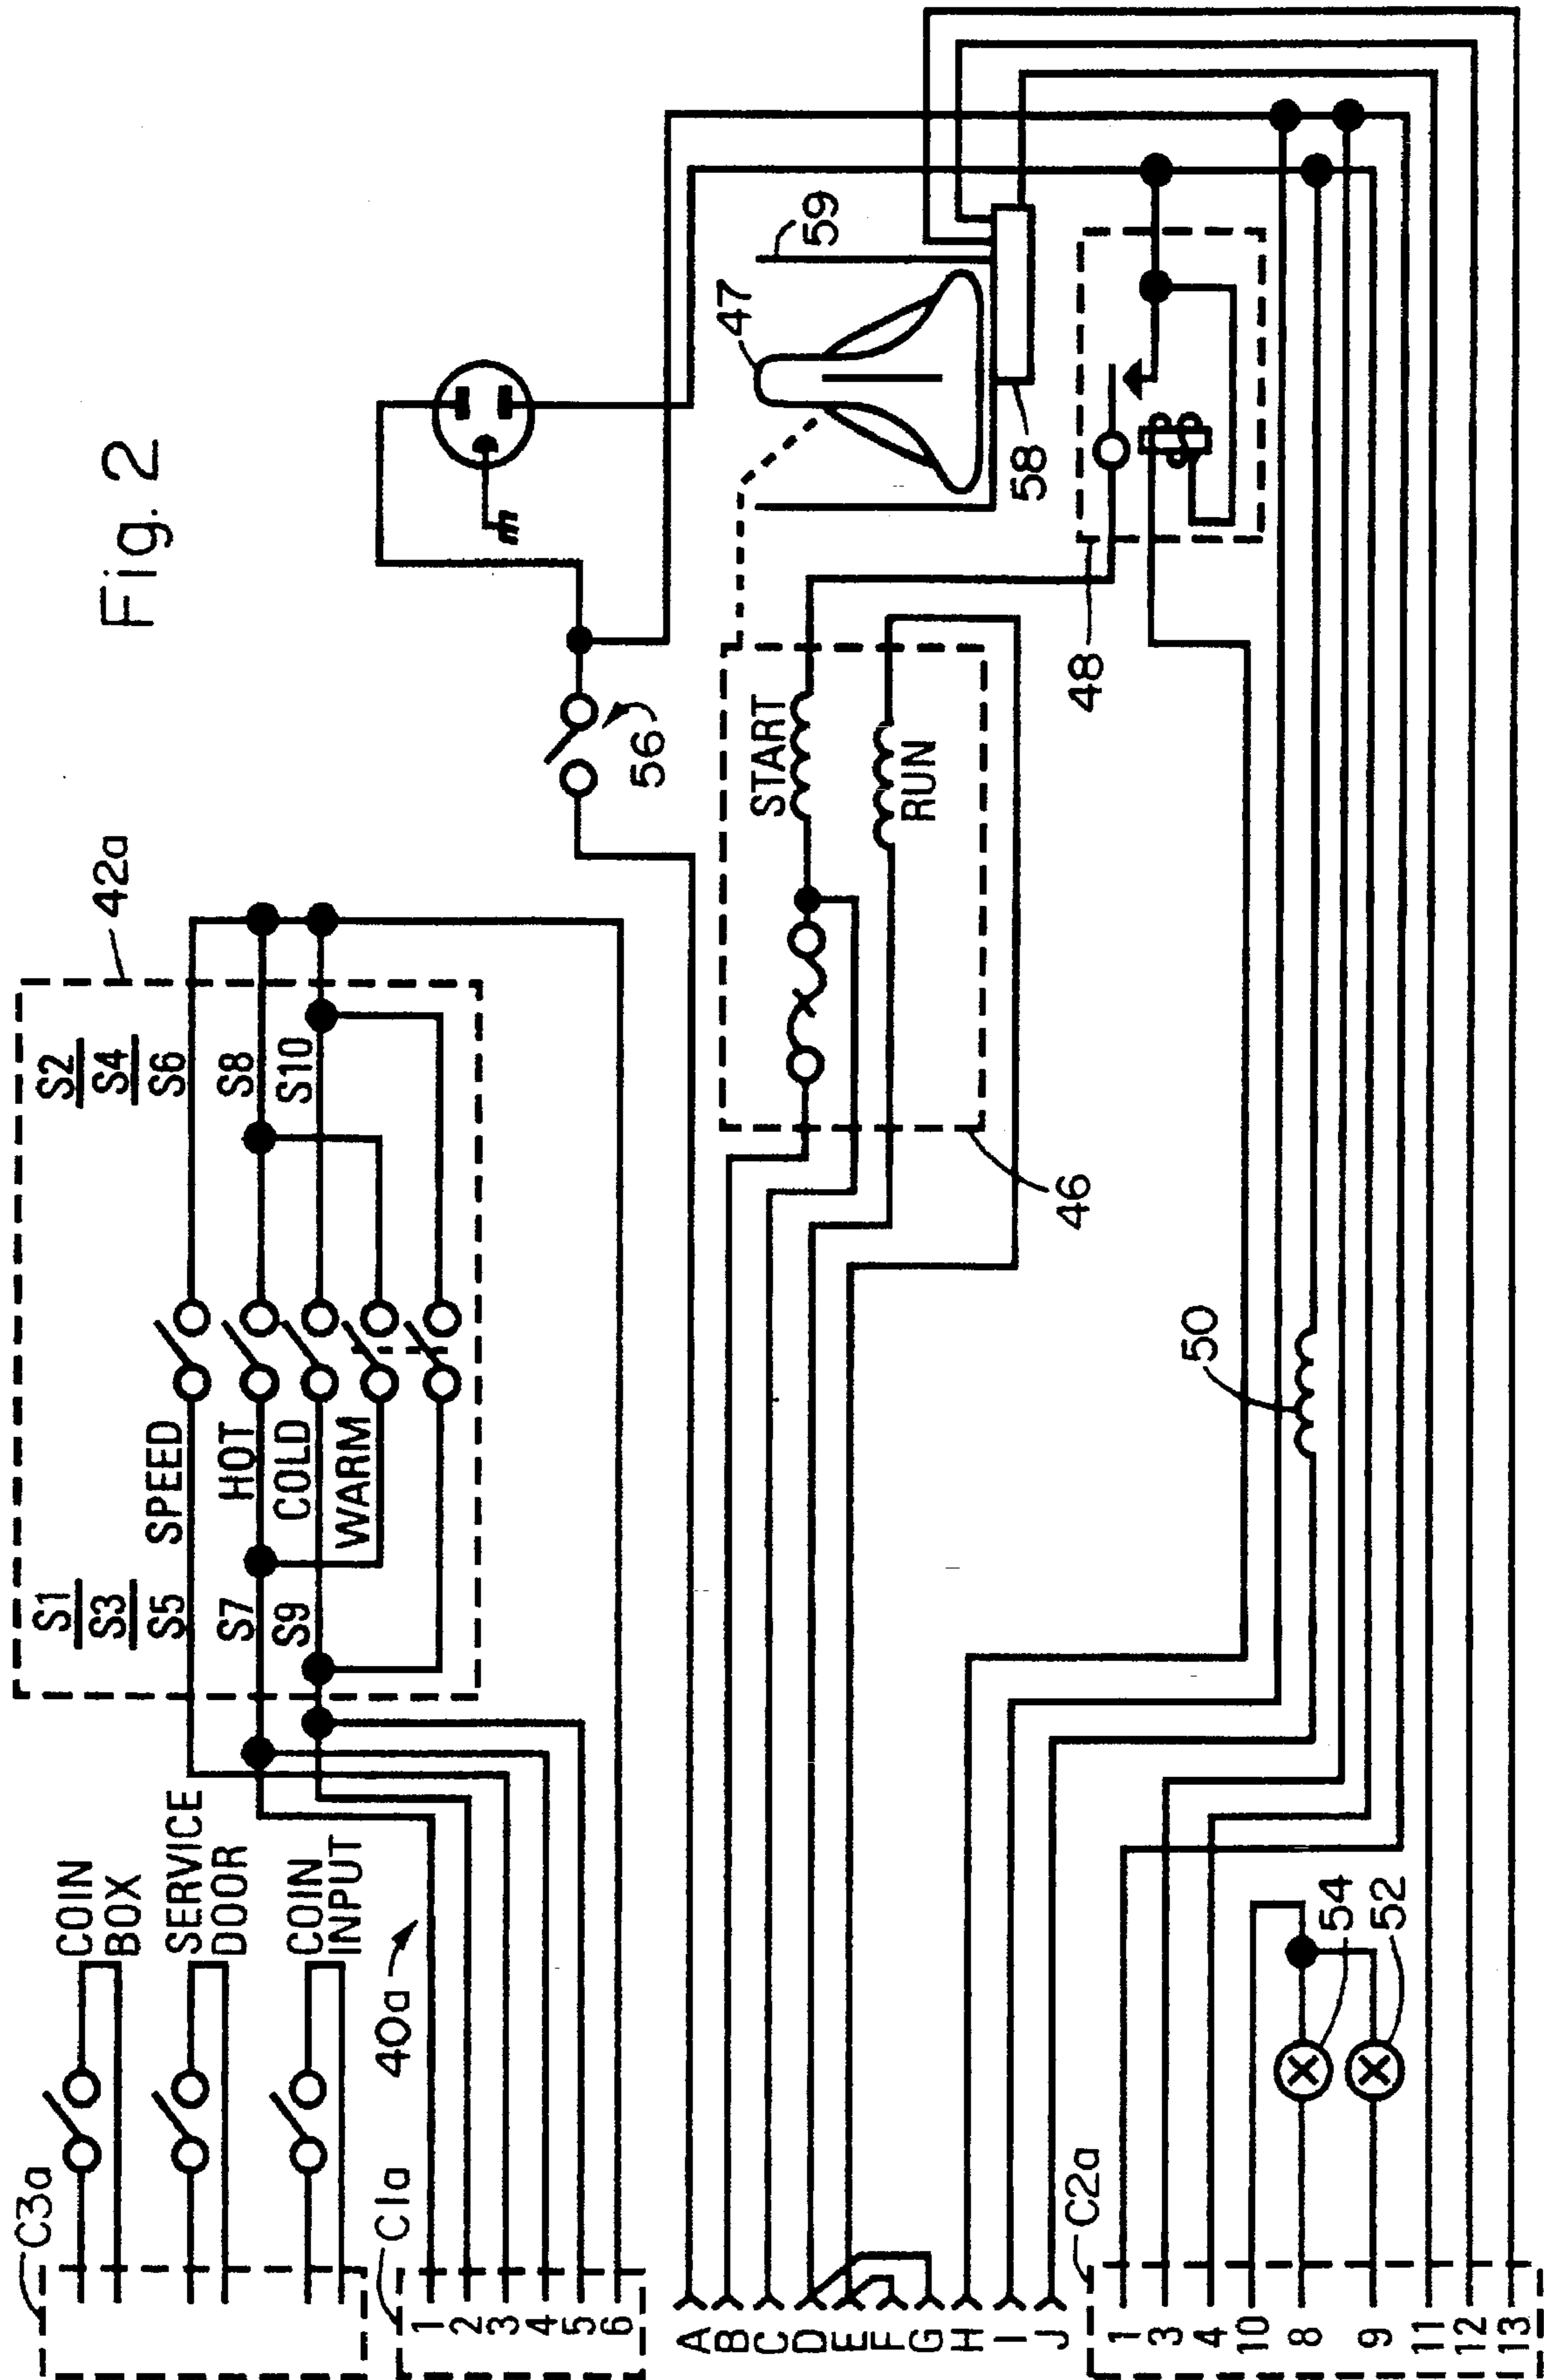 Fig. 2
42a
S2
S4
S6
S8
S10
SPEED
HOT
COLD
WARM
S1
S3
S5
S7
S9
COIN
BOX
SERVICE
DOOR
COIN
INPUT
40a
C3a
C1a
1
2
3
4
5
6
56
59
47
58
48
START
RUN
46
50
A
B
C
D
E
F
G
H
I
J
54
52
C2a
1
3
4
10
8
9
11
12
13